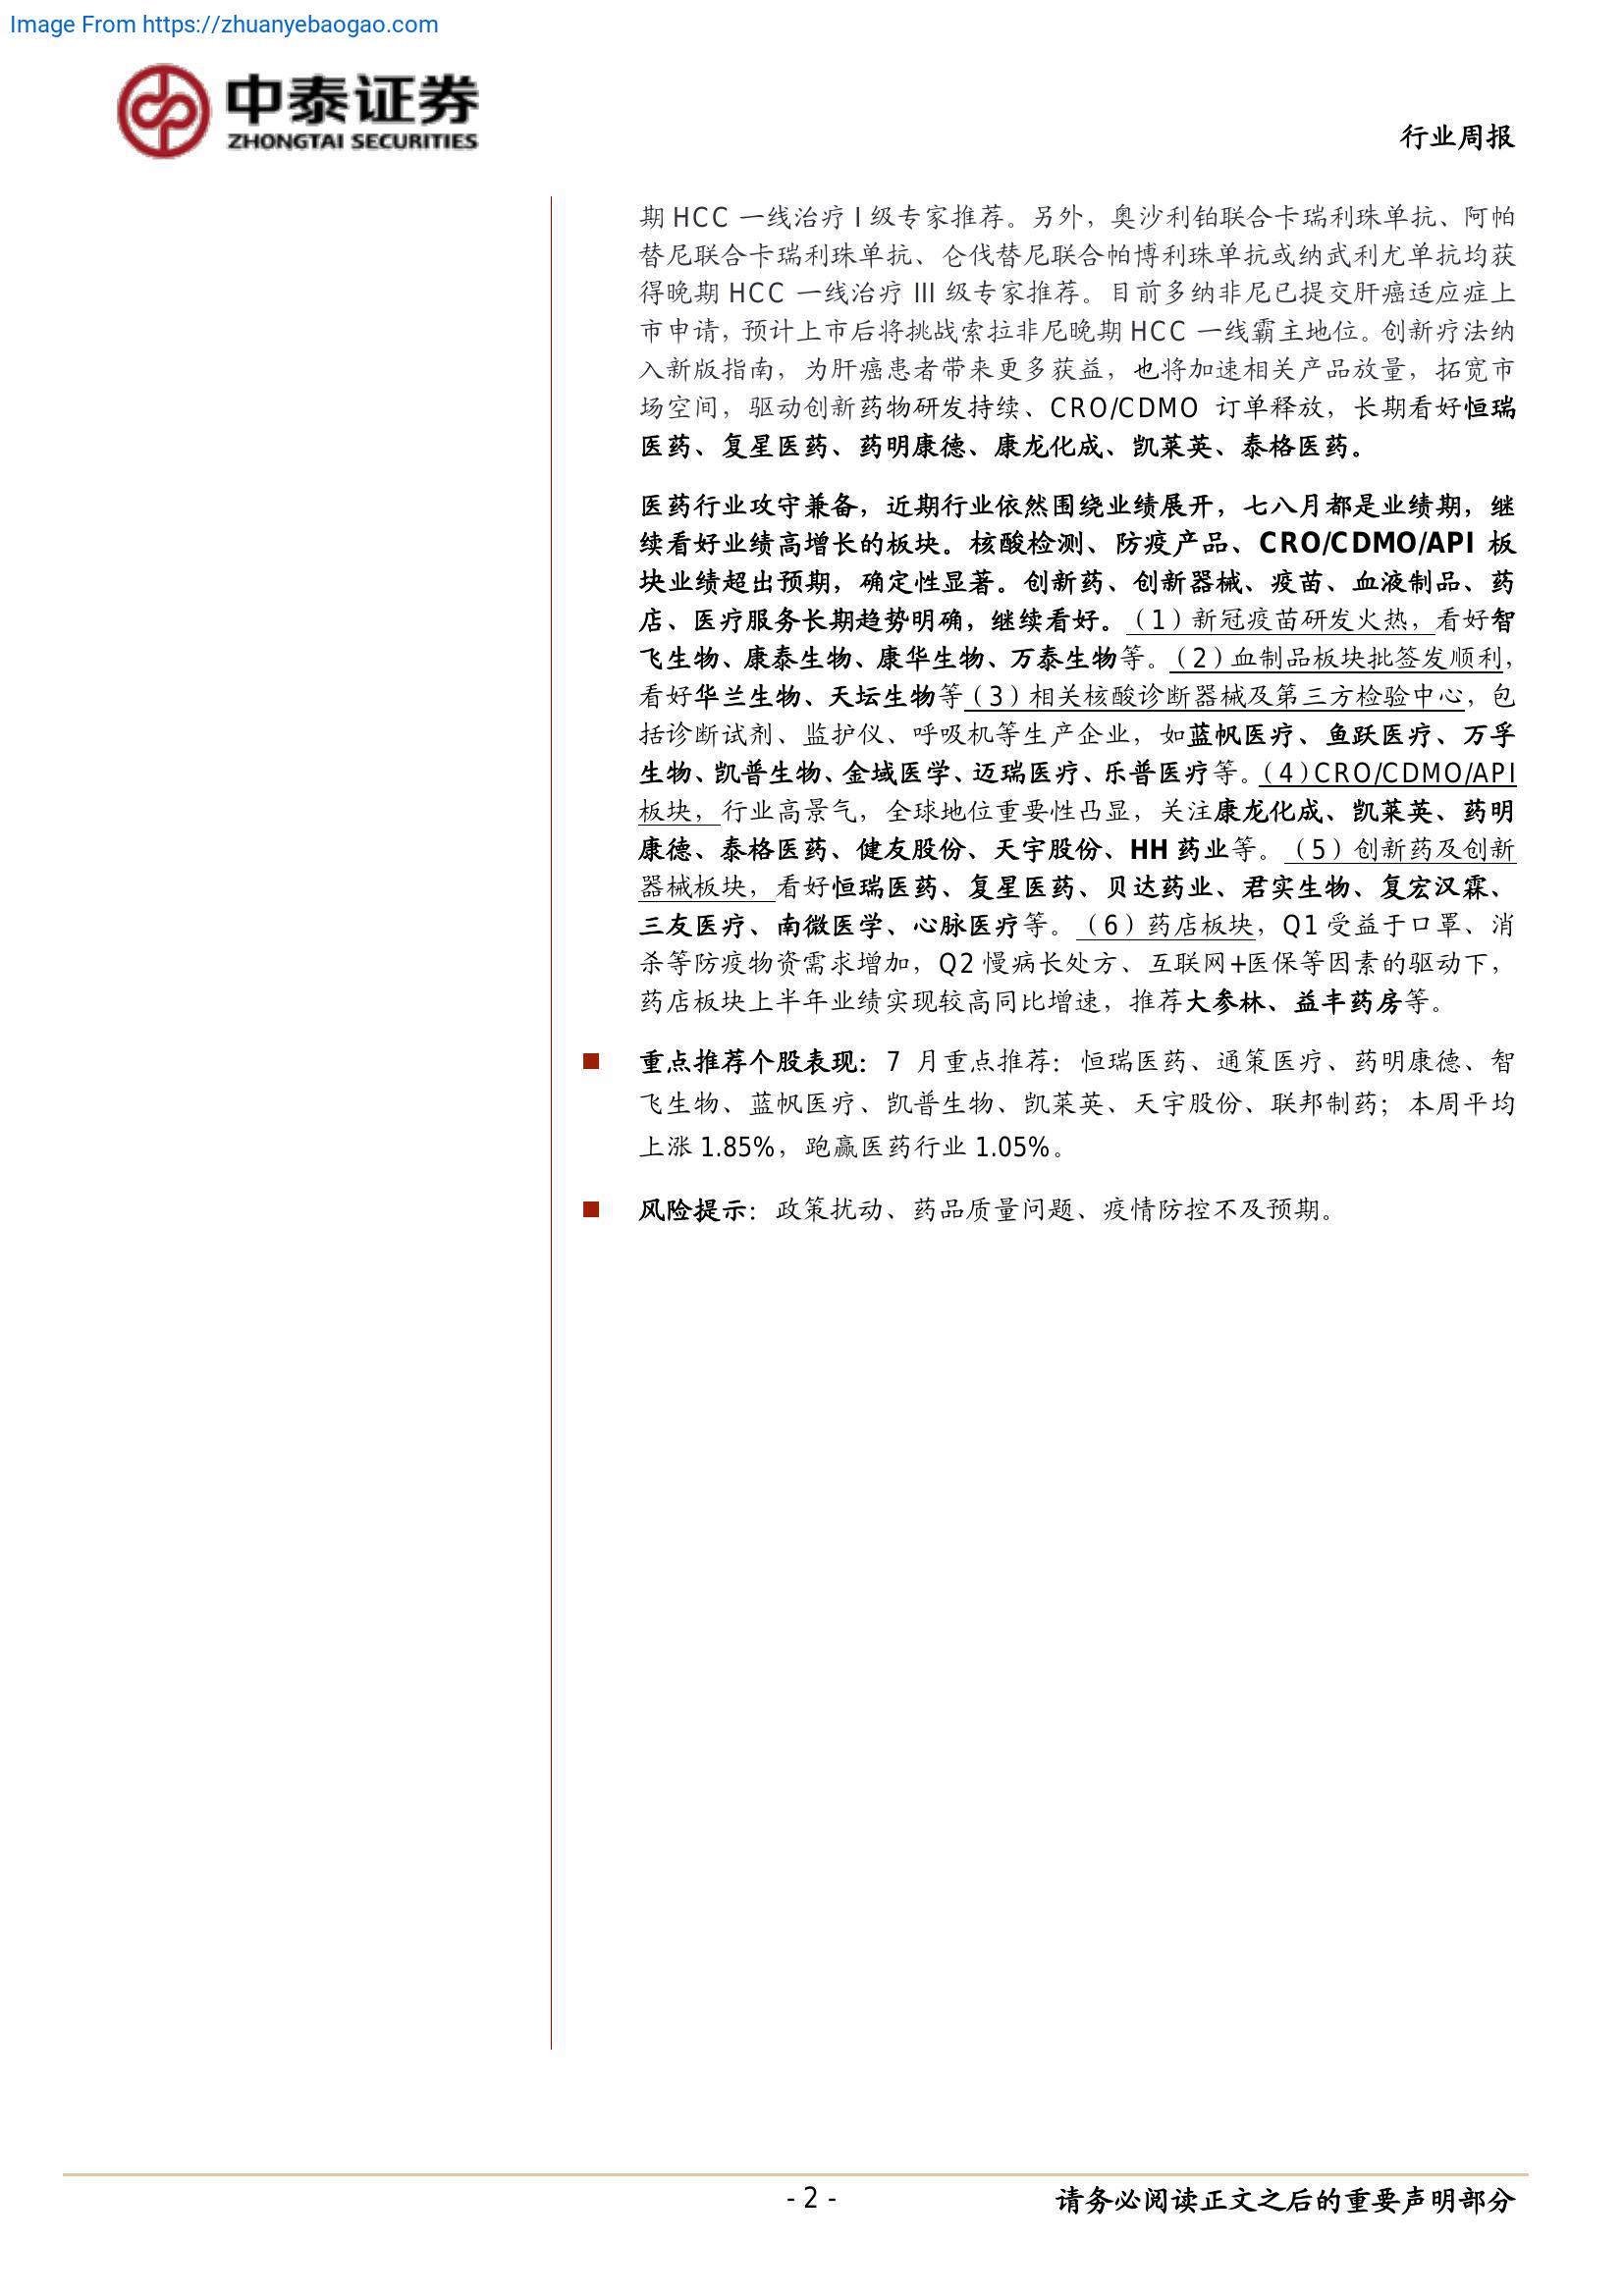 Image From https://zhuanyebaogao.com
中泰证券
ZHONGTAI SECURITIES
行业周报
期 HCC 一线治疗 I 级专家推荐。另外，奥沙利铂联合卡瑞利珠单抗、阿帕
替尼联合卡瑞利珠单抗、仑伐替尼联合帕博利珠单抗或纳武利尤单抗均获
得晚期 HCC 一线治疗 III 级专家推荐。目前多纳非尼已提交肝癌适应症上
市申请，预计上市后将挑战索拉非尼晚期 HCC 一线霸主地位。创新疗法纳
入新版指南，为肝癌患者带来更多获益，也将加速相关产品放量，拓宽市
场空间，驱动创新药物研发持续、CRO/CDMO 订单释放，长期看好恒瑞
医药、复星医药、药明康德、康龙化成、凯莱英、泰格医药。
医药行业攻守兼备，近期行业依然围绕业绩展开，七八月都是业绩期，继
续看好业绩高增长的板块。核酸检测、防疫产品、CRO/CDMO/API 板
块业绩超出预期，确定性显著。创新药、创新器械、疫苗、血液制品、药
店、医疗服务长期趋势明确，继续看好。（1）新冠疫苗研发火热，看好智
飞生物、康泰生物、康华生物、万泰生物等。（2）血制品板块批签发顺利，
看好华兰生物、天坛生物等（3）相关核酸诊断器械及第三方检验中心，包
括诊断试剂、监护仪、呼吸机等生产企业，如蓝帆医疗、鱼跃医疗、万孚
生物、凯普生物、金域医学、迈瑞医疗、乐普医疗等。（4）CRO/CDMO/API
板块，行业高景气，全球地位重要性凸显，关注康龙化成、凯莱英、药明
康德、泰格医药、健友股份、天宇股份、HH 药业等。（5）创新药及创新
器械板块，看好恒瑞医药、复星医药、贝达药业、君实生物、复宏汉霖、
三友医疗、南微医学、心脉医疗等。（6）药店板块，Q1 受益于口罩、消
杀等防疫物资需求增加，Q2 慢病长处方、互联网+医保等因素的驱动下，
药店板块上半年业绩实现较高同比增速，推荐大参林、益丰药房等。
■ 重点推荐个股表现：7 月重点推荐：恒瑞医药、通策医疗、药明康德、智
飞生物、蓝帆医疗、凯普生物、凯莱英、天宇股份、联邦制药；本周平均
上涨 1.85%，跑赢医药行业 1.05%。
■ 风险提示：政策扰动、药品质量问题、疫情防控不及预期。
- 2 -
请务必阅读正文之后的重要声明部分